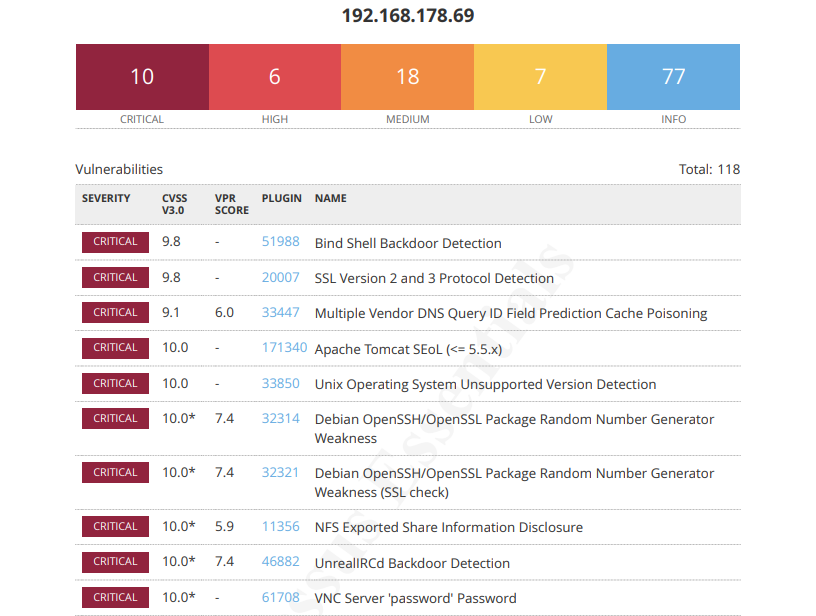 192.168.178.69
10 6 18 7 77
CRITICAL HIGH MEDIUM LOW INFO
Vulnerabilities Total: 118
SEVERITY CVSS V3.0 VPR SCORE PLUGIN NAME
CRITICAL 9.8 - 51988 Bind Shell Backdoor Detection
CRITICAL 9.8 - 20007 SSL Version 2 and 3 Protocol Detection
CRITICAL 9.1 6.0 33447 Multiple Vendor DNS Query ID Field Prediction Cache Poisoning
CRITICAL 10.0 - 171340 Apache Tomcat SEoL (<= 5.5.x)
CRITICAL 10.0 - 33850 Unix Operating System Unsupported Version Detection
CRITICAL 10.0* 7.4 32314 Debian OpenSSH/OpenSSL Package Random Number Generator
Weakness
CRITICAL 10.0* 7.4 32321 Debian OpenSSH/OpenSSL Package Random Number Generator
Weakness (SSL check)
CRITICAL 10.0* 5.9 11356 NFS Exported Share Information Disclosure
CRITICAL 10.0* 7.4 46882 UnrealIRCd Backdoor Detection
CRITICAL 10.0* - 61708 VNC Server 'password' Password
ssus Essentials